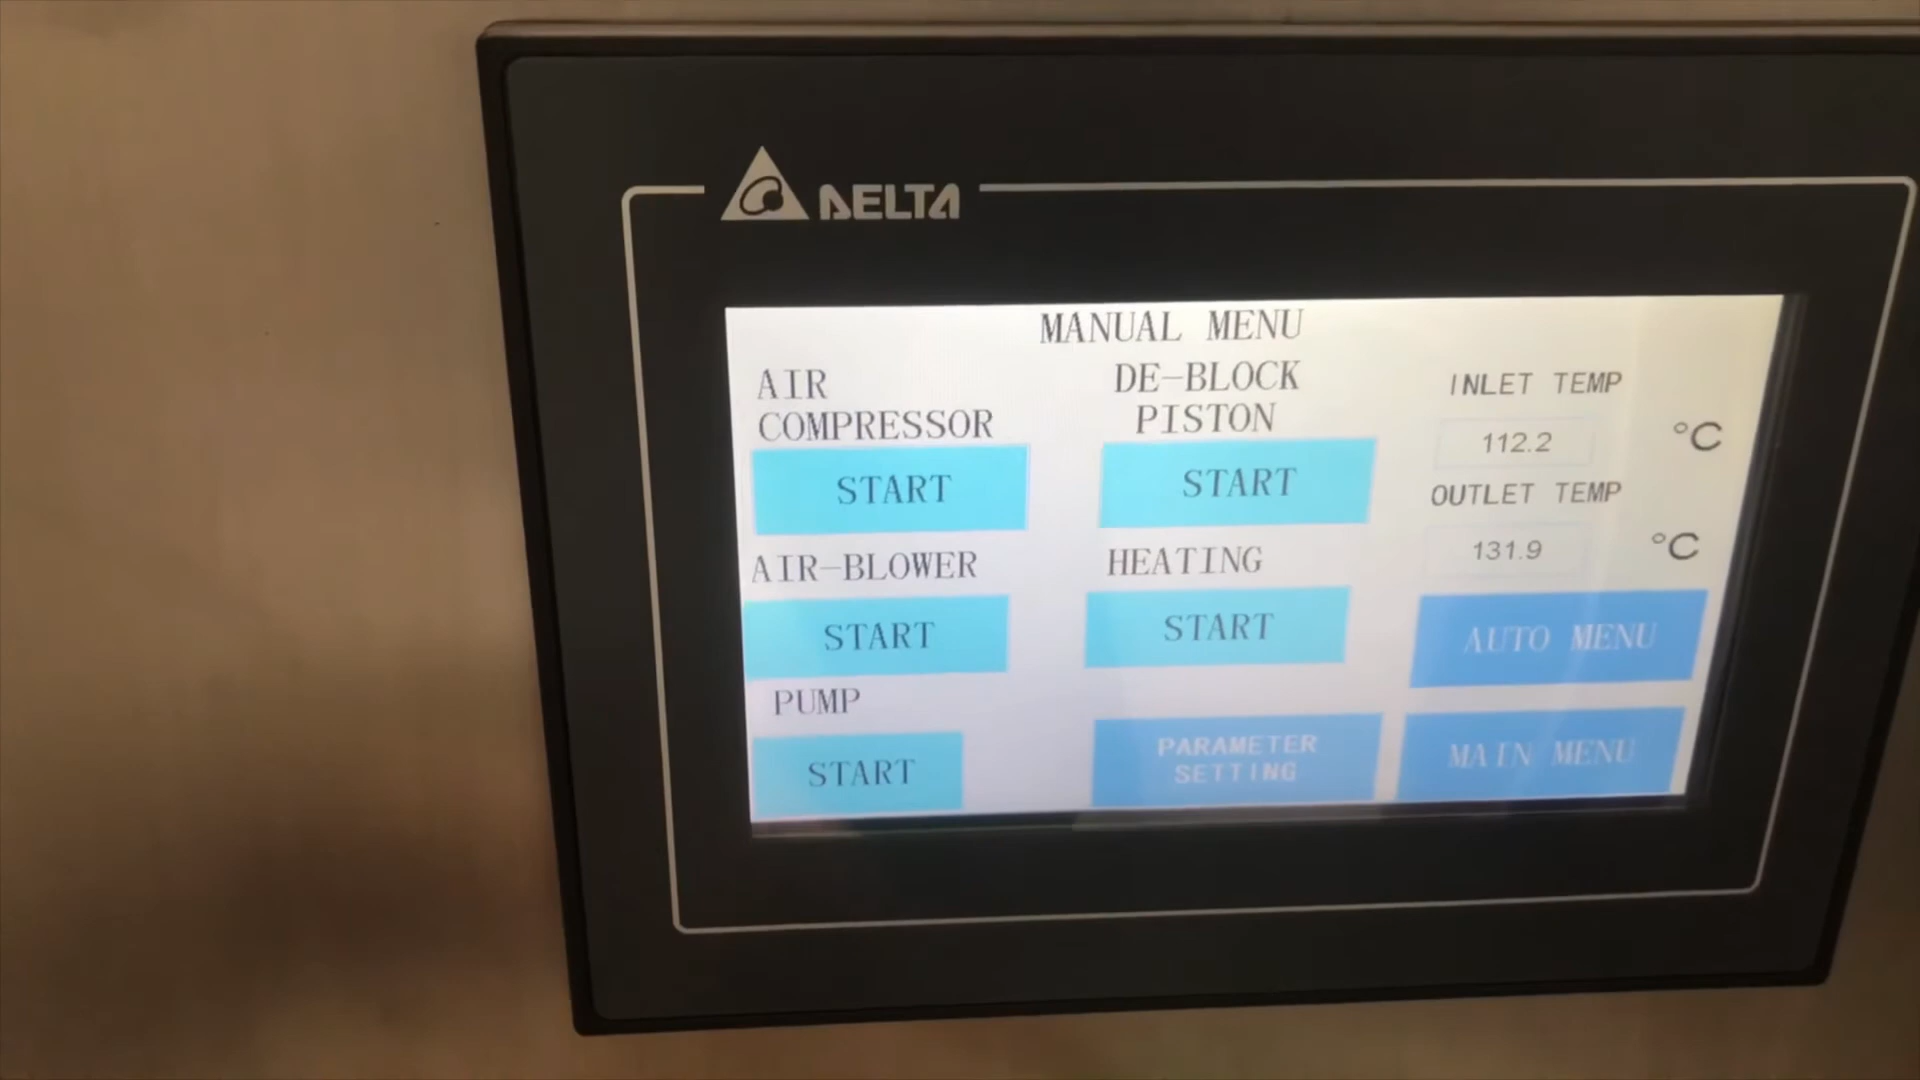 DELTA
MANUAL MENU
AIR
COMPRESSOR
START
DE-BLOCK
PISTON
START
INLET TEMP
112.2 °C
OUTLET TEMP
131.9 °C
AIR-BLOWER
START
HEATING
START
AUTO MENU
PUMP
START
PARAMETER
SETTING
MAIN MENU